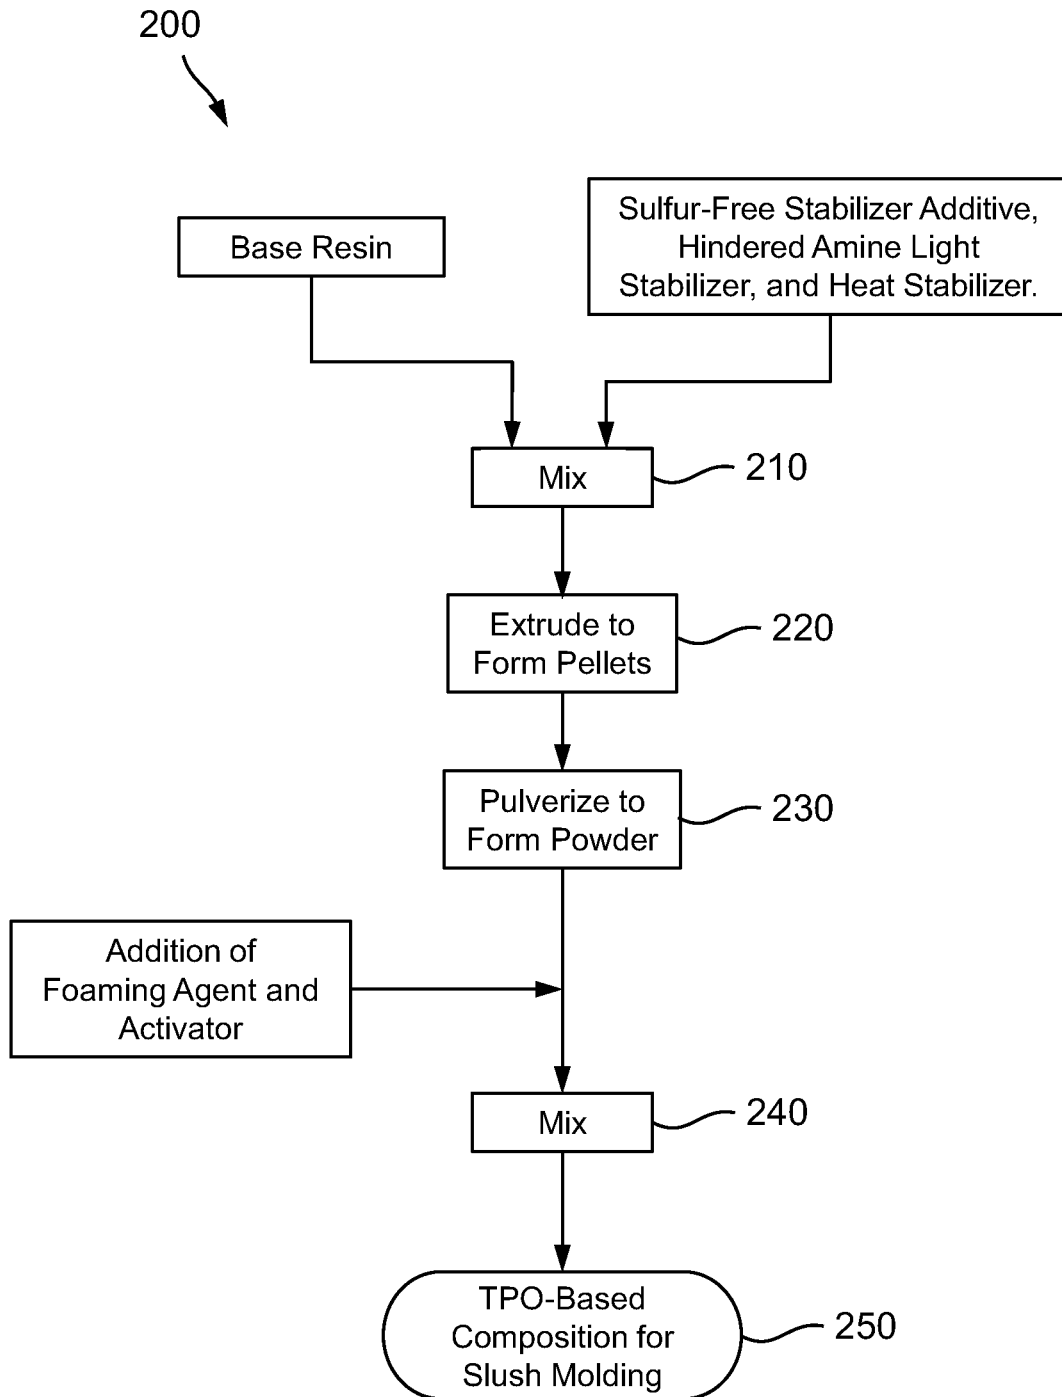 200
Base Resin
Sulfur-Free Stabilizer Additive,
Hindered Amine Light
Stabilizer, and Heat Stabilizer.
Mix
210
Extrude to
Form Pellets
220
Pulverize to
Form Powder
230
Addition of
Foaming Agent and
Activator
Mix
240
TPO-Based
Composition for
Slush Molding
250